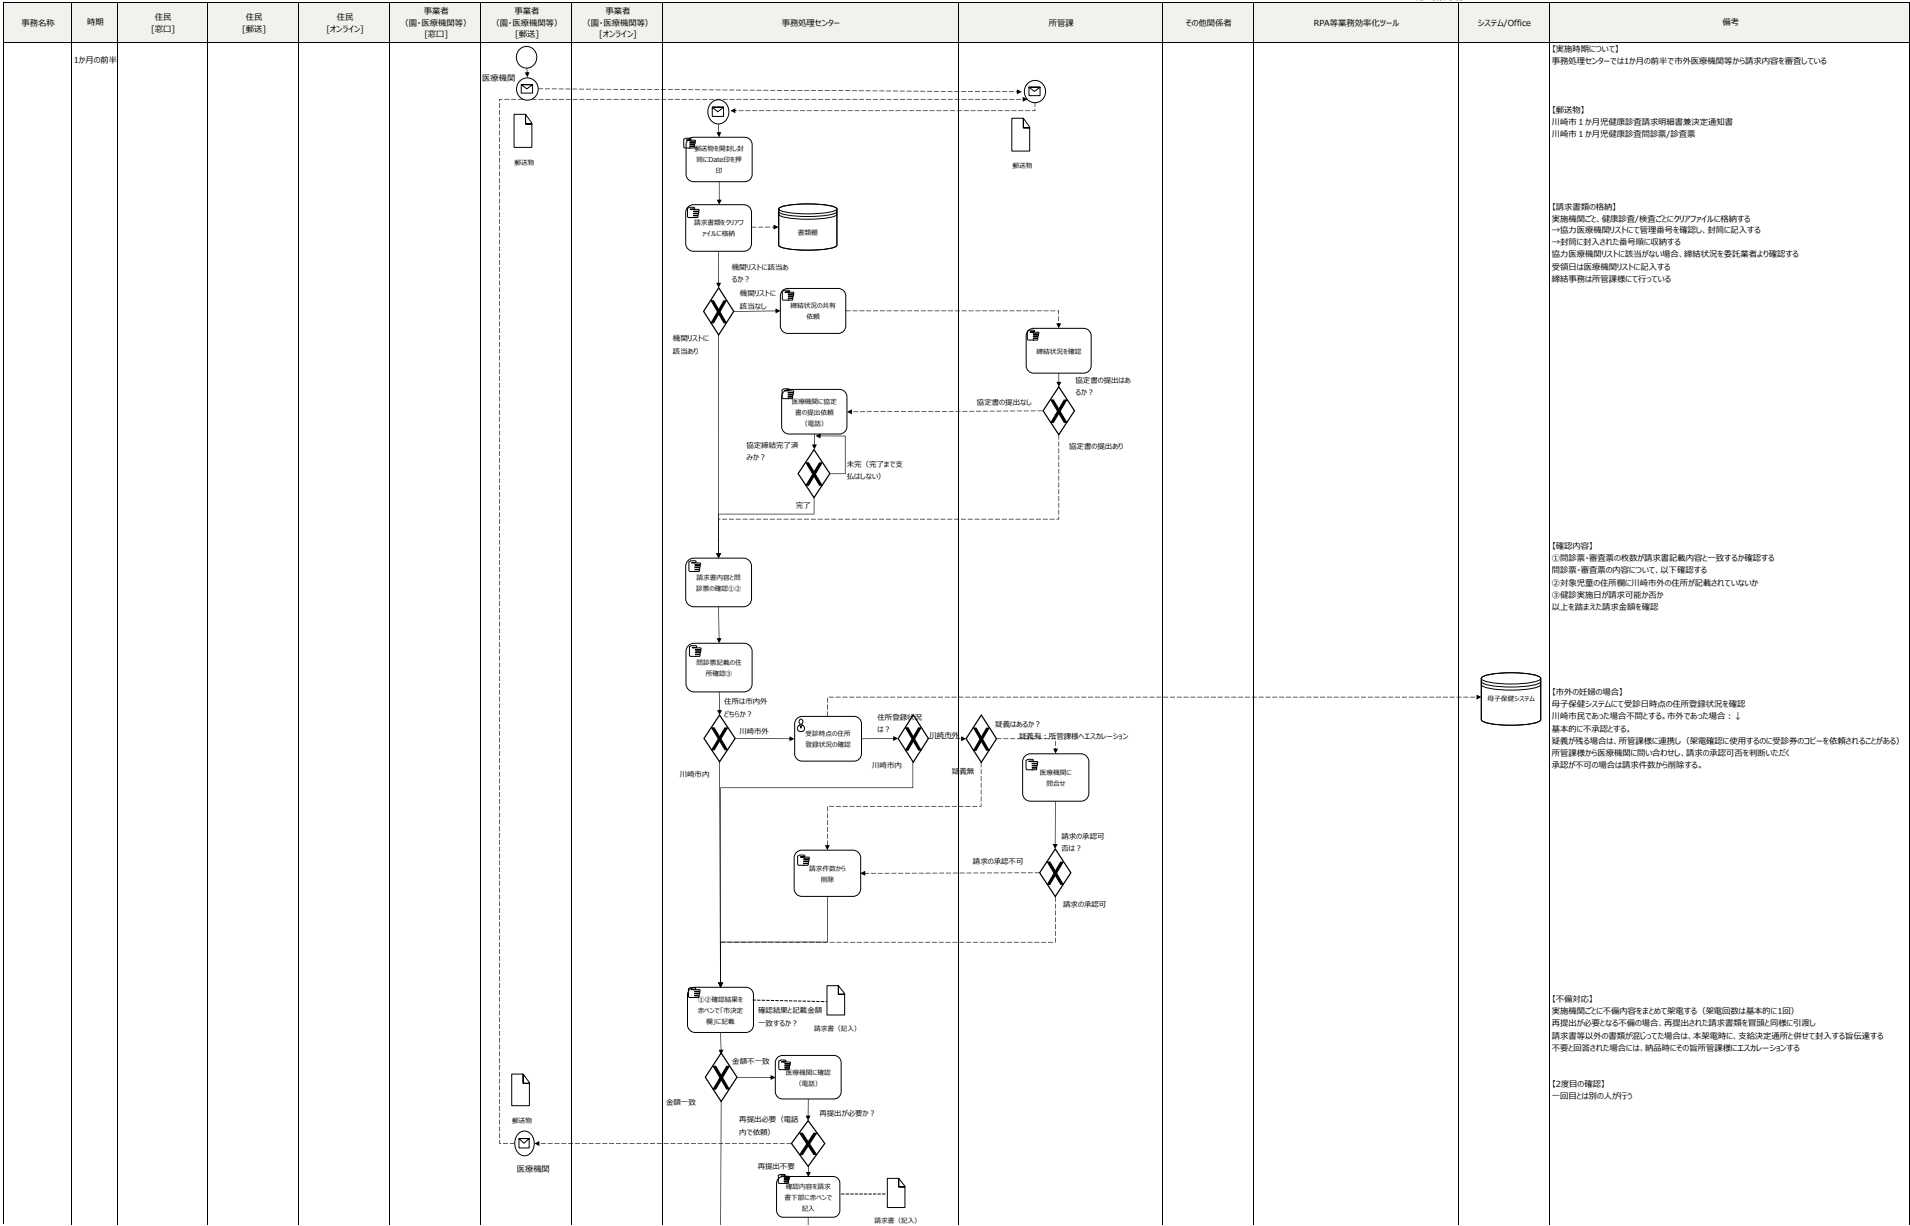 事務名称
時期
住民
[窓口]
住民
[郵送]
住民
[オンライン]
事業者
(園・医療機関等)
[窓口]
事業者
(園・医療機関等)
[郵送]
事業者
(園・医療機関等)
[オンライン]
事務処理センター
所管課
その他関係者
RPA等業務効率化ツール
システム/Office
備考
1か月の前半
医療機関
郵送物
郵送物
郵送物を開封し封
筒にDate印を押
印
請求書類をクリアフ
ァイルに格納
書類棚
機関リストに該当あ
るか？
機関リストに
該当なし
締結状況の共有
依頼
機関リストに
該当あり
締結状況を確認
協定書の提出はあ
るか？
協定書の提出なし
医療機関に協定
書の提出依頼
（電話）
協定書の提出あり
協定締結完了済
みか？
未完（完了まで支
払はしない）
完了
請求書内容と問
診票の確認①②
問診票記載の住
所確認③
母子保健システム
住所は市内外
どちらか？
川崎市外
受診時点の住所
登録状況の確認
住所登録状況
は？
川崎市外
疑義はあるか？
疑義有：所管課様へエスカレーション
川崎市内
川崎市内
疑義無
医療機関に
問合せ
請求の承認可
否は？
請求の承認不可
請求件数から
削除
請求の承認可
①②確認結果を
赤ペンで「市決定
欄」に記載
確認結果と記載金額
一致するか？
請求書（記入）
金額不一致
医療機関に確認
（電話）
金額一致
郵送物
再提出必要（電話
内で依頼）
再提出が必要か？
医療機関
再提出不要
確認内容を請求
書下部に赤ペンで
記入
請求書（記入）
【実施時期について】
事務処理センターでは1か月の前半で市外医療機関等から請求内容を審査している
【郵送物】
川崎市１か月児健康診査請求明細書兼決定通知書
川崎市１か月児健康診査問診票/診査票
【請求書類の格納】
実施機関ごと、健康診査/検査ごとにクリアファイルに格納する
→協力医療機関リストにて管理番号を確認し、封筒に記入する
→封筒に封入された番号順に収納する
協力医療機関リストに該当がない場合、締結状況を委託業者より確認する
受領日は医療機関リストに記入する
締結事務は所管課様にて行っている
【確認内容】
①問診票・審査票の枚数が請求書記載内容と一致するか確認する
問診票・審査票の内容について、以下確認する
②対象児童の住所欄に川崎市外の住所が記載されていないか
③健診実施日が請求可能か否か
以上を踏まえた請求金額を確認
【市外の妊婦の場合】
母子保健システムにて受診日時点の住所登録状況を確認
川崎市民であった場合不問とする。市外であった場合：↓
基本的に不承認とする。
疑義が残る場合は、所管課様に連携し（架電確認に使用するのに受診券のコピーを依頼されることがある）
所管課様から医療機関に問い合わせし、請求の承認可否を判断いただく
承認が不可の場合は請求件数から削除する。
【不備対応】
実施機関ごとに不備内容をまとめて架電する（架電回数は基本的に1回）
再提出が必要となる不備の場合、再提出された請求書類を冒頭と同様に引渡し
請求書等以外の書類が混じってた場合は、本架電時に、支給決定通所と併せて封入する旨伝達する
不要と回答された場合には、納品時にその旨所管課様にエスカレーションする
【2度目の確認】
一回目とは別の人が行う